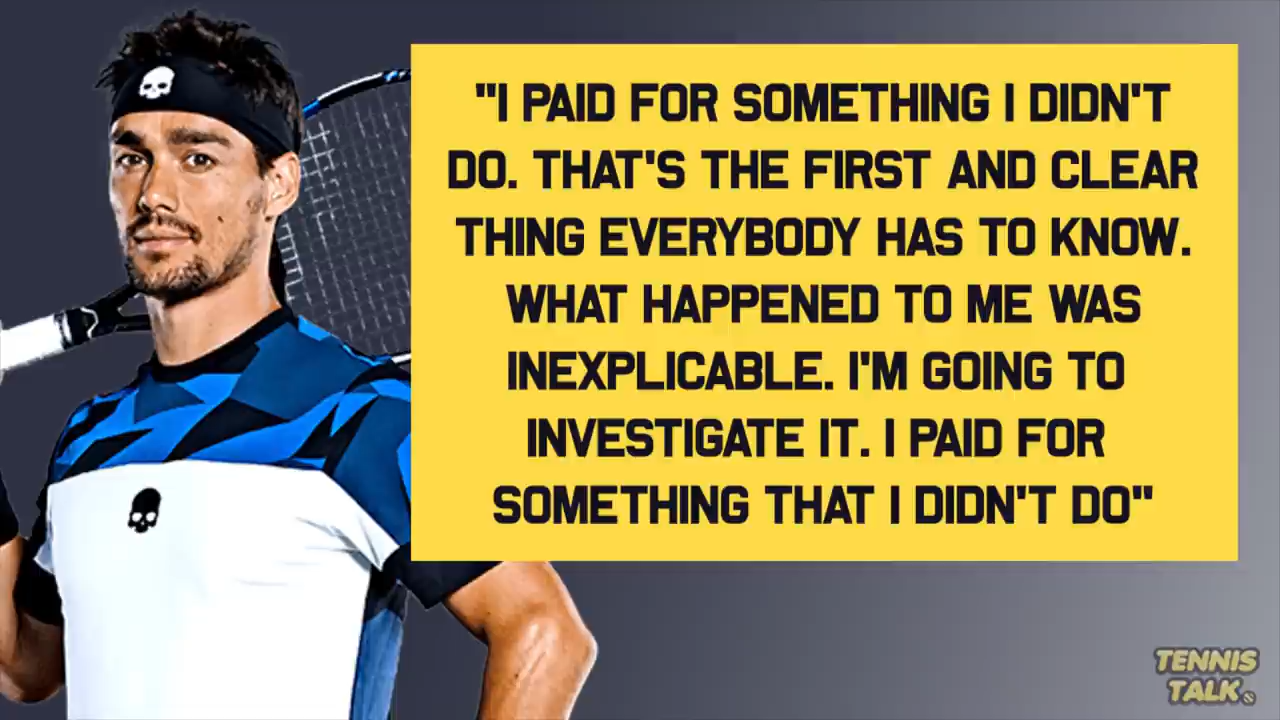 "I PAID FOR SOMETHING I DIDN'T
DO. THAT'S THE FIRST AND CLEAR
THING EVERYBODY HAS TO KNOW.
WHAT HAPPENED TO ME WAS
INEXPLICABLE. I'M GOING TO
INVESTIGATE IT. I PAID FOR
SOMETHING THAT I DIDN'T DO"
TENNIS
TALK